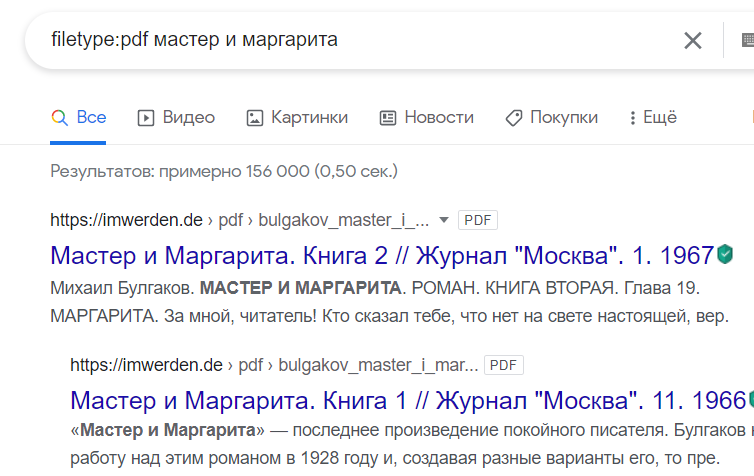 filetype:pdf мастер и маргарита
Все Видео Картинки Новости Покупки Ещё
Результатов: примерно 156 000 (0,50 сек.)
https://imwerden.de › pdf › bulgakov_master_i_... PDF
Мастер и Маргарита. Книга 2 // Журнал "Москва". 1. 1967
Михаил Булгаков. МАСТЕР И МАРГАРИТА. РОМАН. КНИГА ВТОРАЯ. Глава 19.
МАРГАРИТА. За мной, читатель! Кто сказал тебе, что нет на свете настоящей, вер.
https://imwerden.de › pdf › bulgakov_master_i_mar... PDF
Мастер и Маргарита. Книга 1 // Журнал "Москва". 11. 1966
«Мастер и Маргарита» — последнее произведение покойного писателя. Булгаков
работу над этим романом в 1928 году и, создавая разные варианты его, то пре.